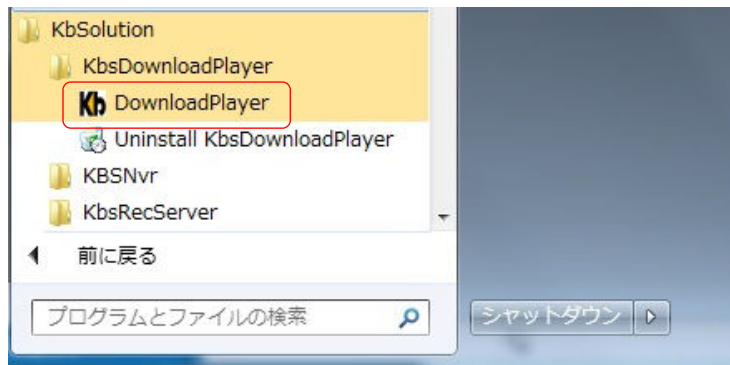 KbSolution
KbsDownloadPlayer
Kb DownloadPlayer
Uninstall KbsDownloadPlayer
KBSNvr
KbsRecServer
前に戻る
プログラムとファイルの検索
シャットダウン